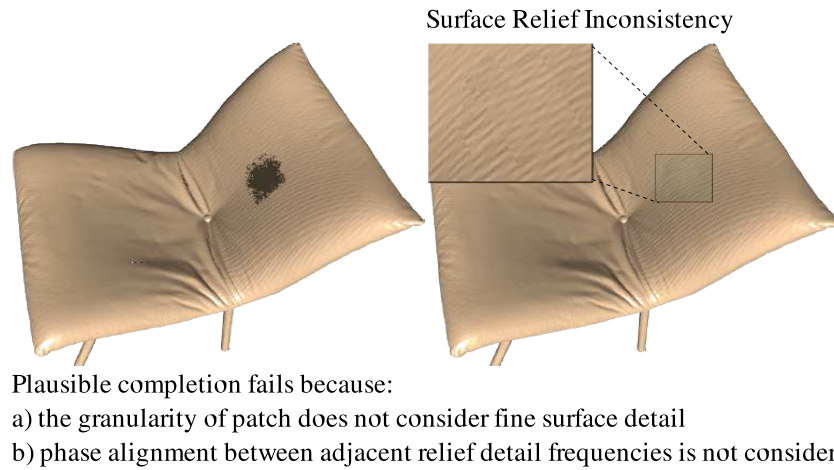 Surface Relief Inconsistency
Plausible completion fails because:
a) the granularity of patch does not consider fine surface detail
b) phase alignment between adjacent relief detail frequencies is not consider